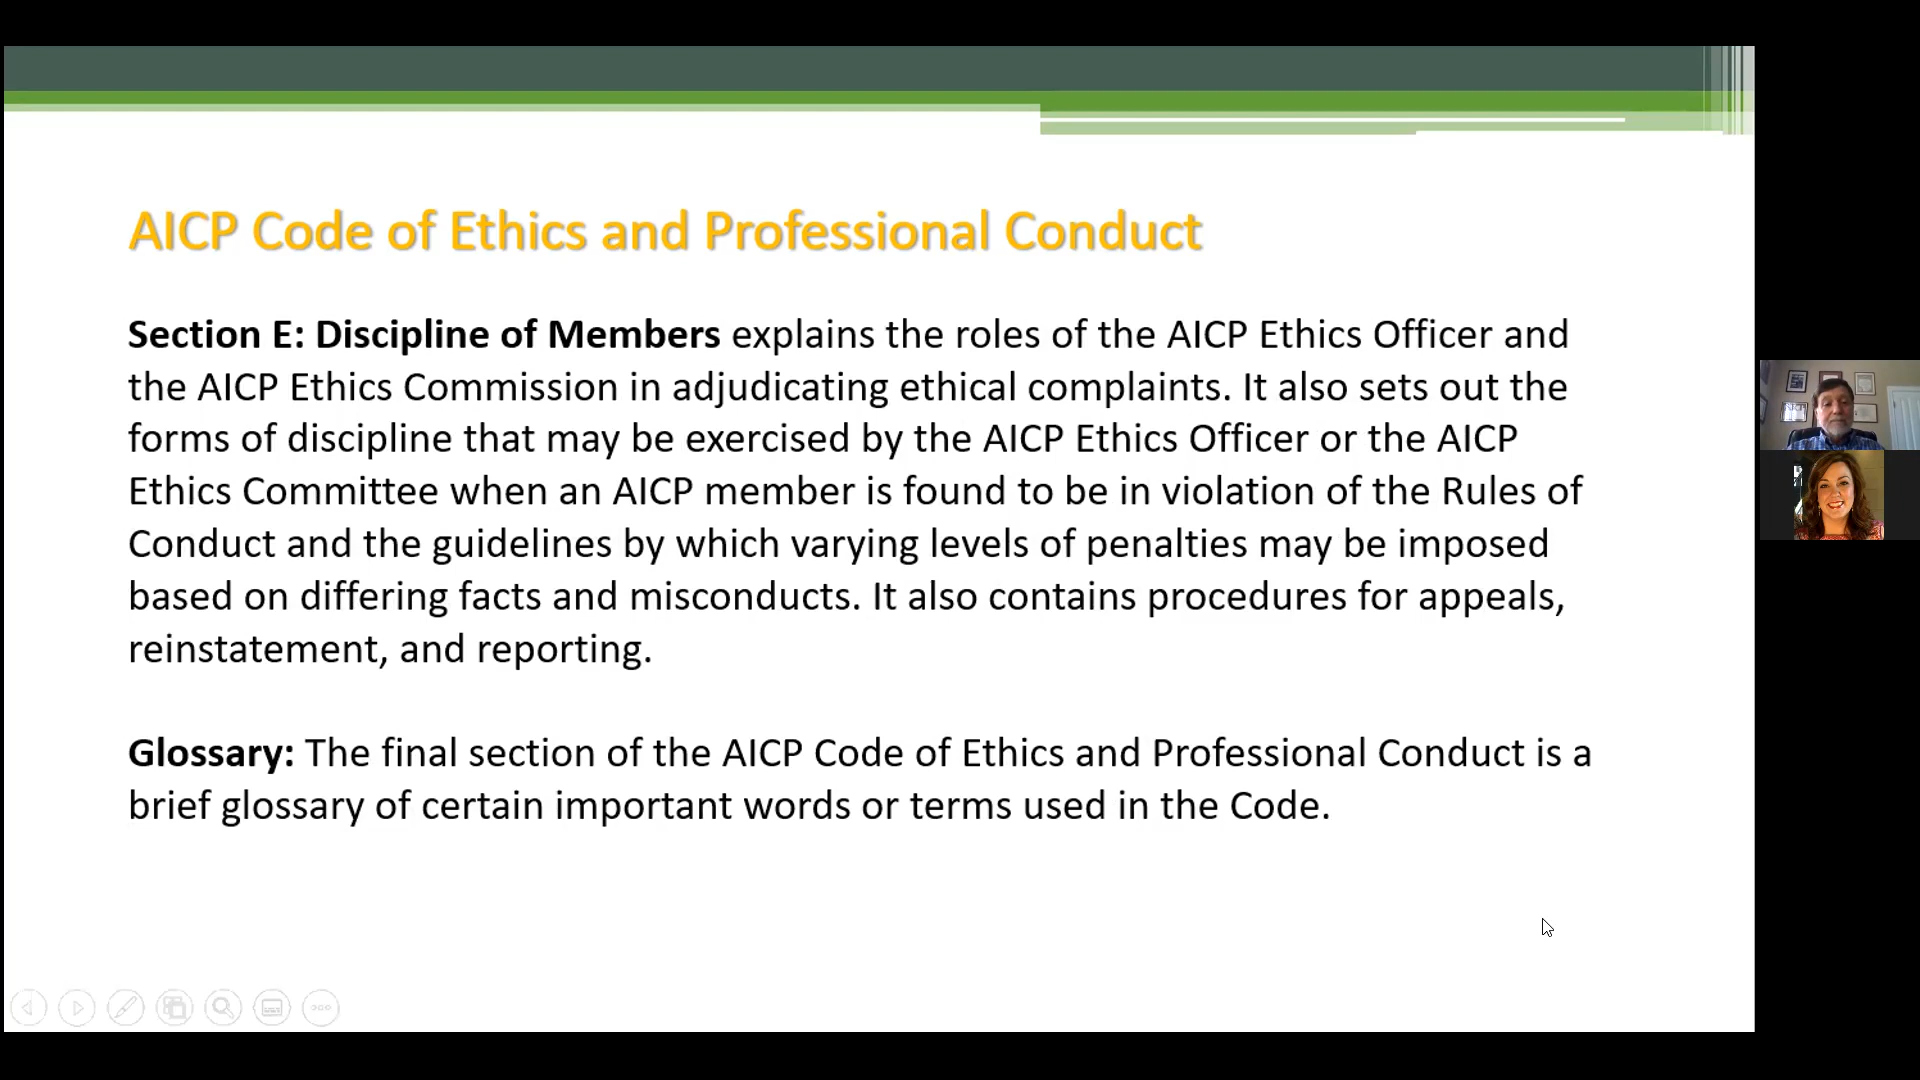 AICP Code of Ethics and Professional Conduct
Section E: Discipline of Members explains the roles of the AICP Ethics Officer and
the AICP Ethics Commission in adjudicating ethical complaints. It also sets out the
forms of discipline that may be exercised by the AICP Ethics Officer or the AICP
Ethics Committee when an AICP member is found to be in violation of the Rules of
Conduct and the guidelines by which varying levels of penalties may be imposed
based on differing facts and misconducts. It also contains procedures for appeals,
reinstatement, and reporting.
Glossary: The final section of the AICP Code of Ethics and Professional Conduct is a
brief glossary of certain important words or terms used in the Code.